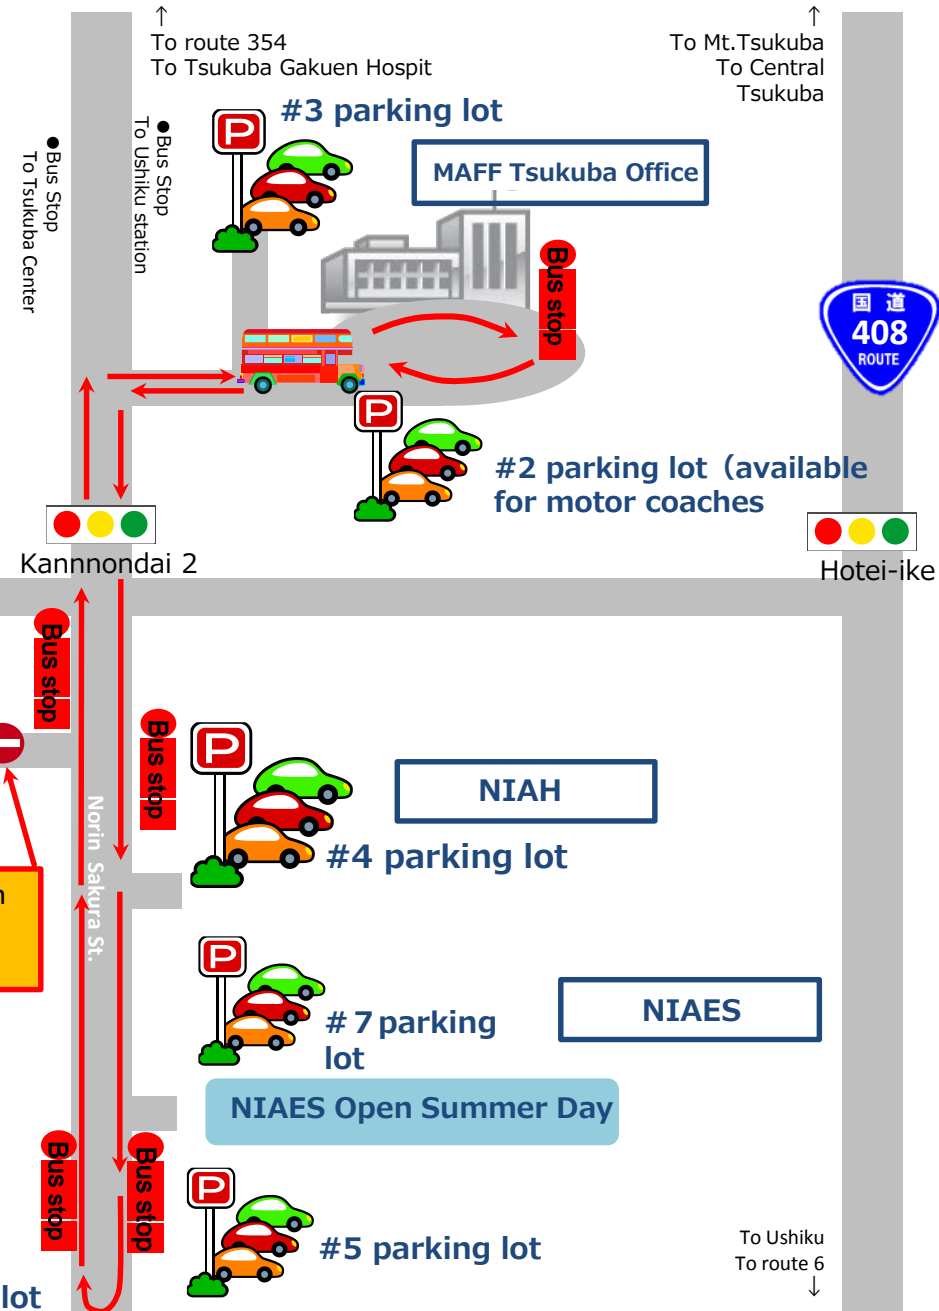 ↑
To route 354
To Tsukuba Gakuen Hospit
↑
To Mt.Tsukuba
To Central
Tsukuba
●Bus Stop
To Tsukuba Center
●Bus Stop
To Ushiku station
P
#3 parking lot
MAFF Tsukuba Office
Bus stop
国道
408
ROUTE
P
#2 parking lot（available
for motor coaches
Kannnondai 2
Hotei-ike
Bus stop
Bus stop
P
NIAH
#4 parking lot
Norin Sakura St.
n
P
#７parking
lot
NIAES
NIAES Open Summer Day
Bus stop
Bus stop
P
#5 parking lot
To Ushiku
To route 6
↓
lot